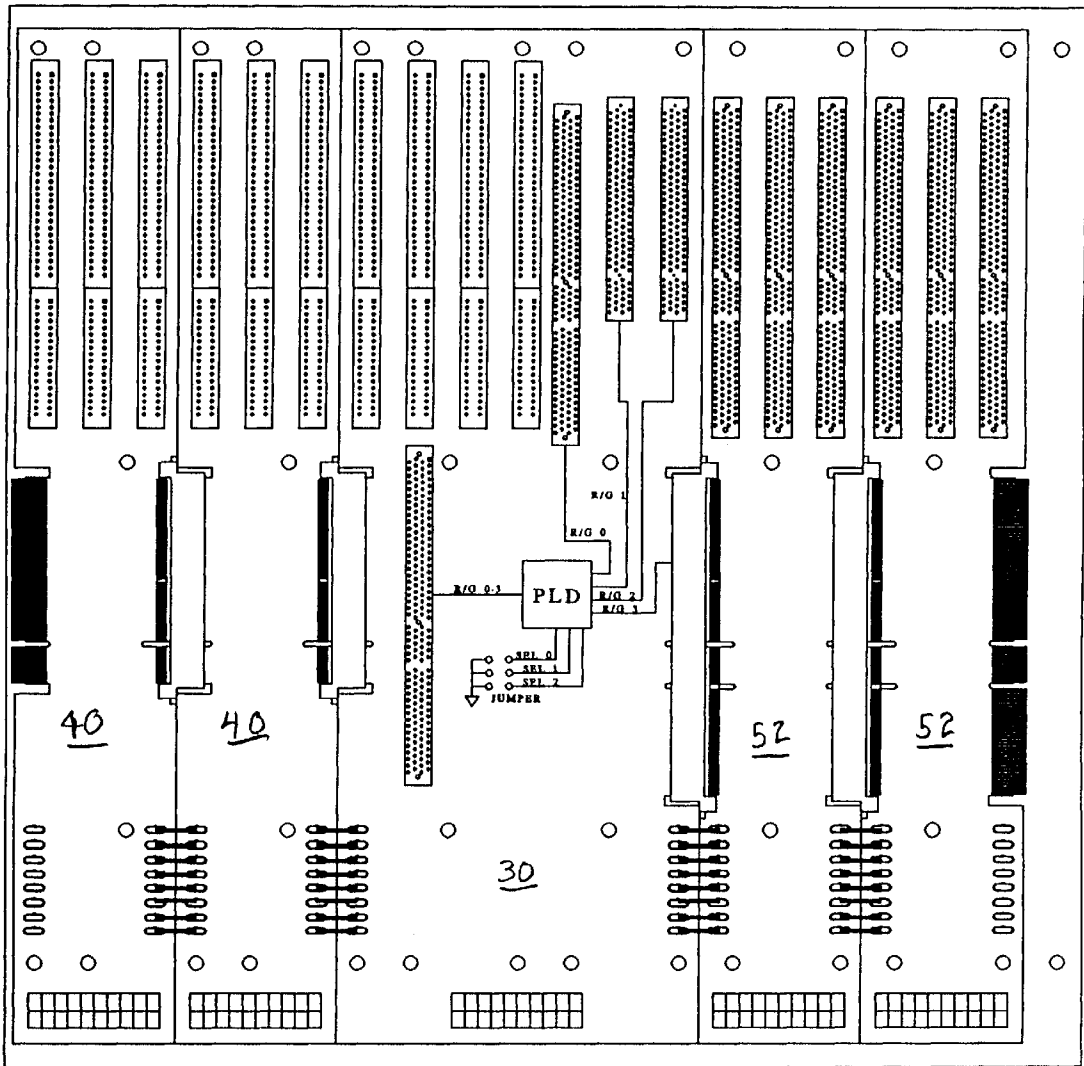 R/G 1
R/G 0
R/G 0-3
PLD
R/G 2
R/G 3
SEL 0
SEL 1
SEL 2
JUMPER
40
40
52
52
30